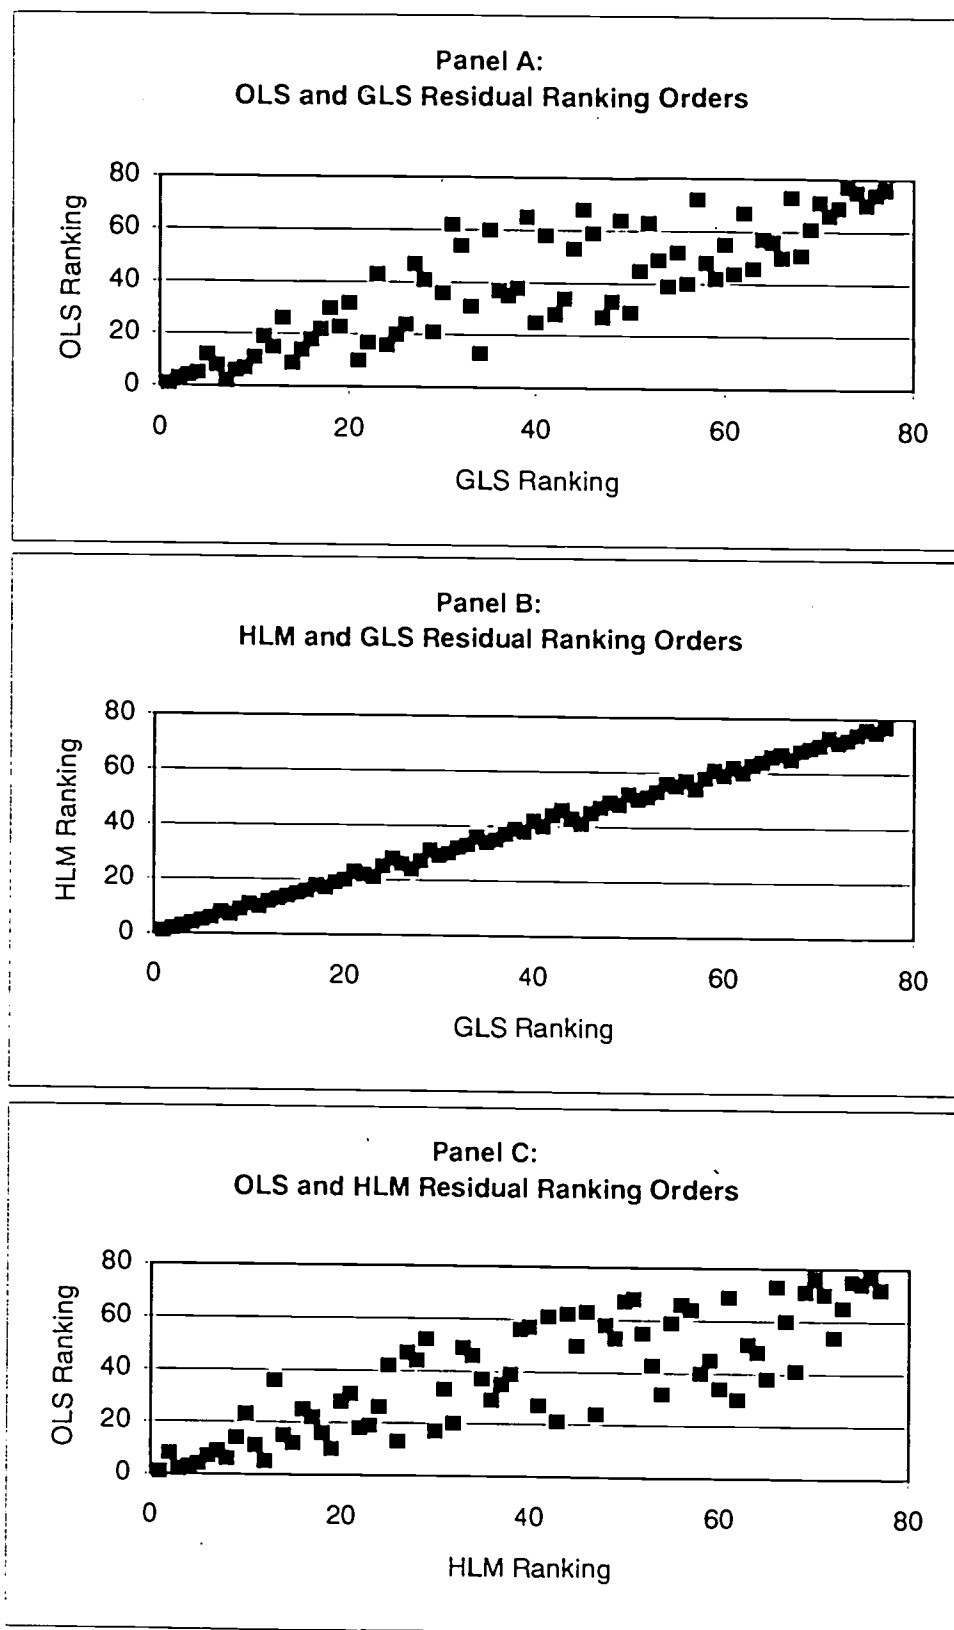 Panel A:
OLS and GLS Residual Ranking Orders
80
60
40
20
0
OLS Ranking
0 20 40 60 80
GLS Ranking
Panel B:
HLM and GLS Residual Ranking Orders
80
60
40
20
0
HLM Ranking
0 20 40 60 80
GLS Ranking
Panel C:
OLS and HLM Residual Ranking Orders
80
60
40
20
0
OLS Ranking
0 20 40 60 80
HLM Ranking